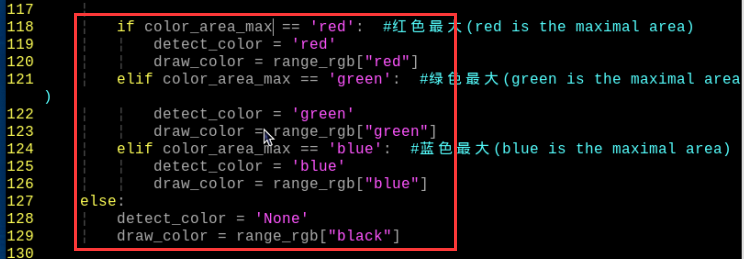 117
118 if color_area_max == 'red':  #红色最大(red is the maximal area)
119 detect_color = 'red'
120 draw_color = range_rgb["red"]
121 elif color_area_max == 'green':  #绿色最大(green is the maximal area
)
122 detect_color = 'green'
123 draw_color = range_rgb["green"]
124 elif color_area_max == 'blue':  #蓝色最大(blue is the maximal area)
125 detect_color = 'blue'
126 draw_color = range_rgb["blue"]
127 else:
128 detect_color = 'None'
129 draw_color = range_rgb["black"]
130